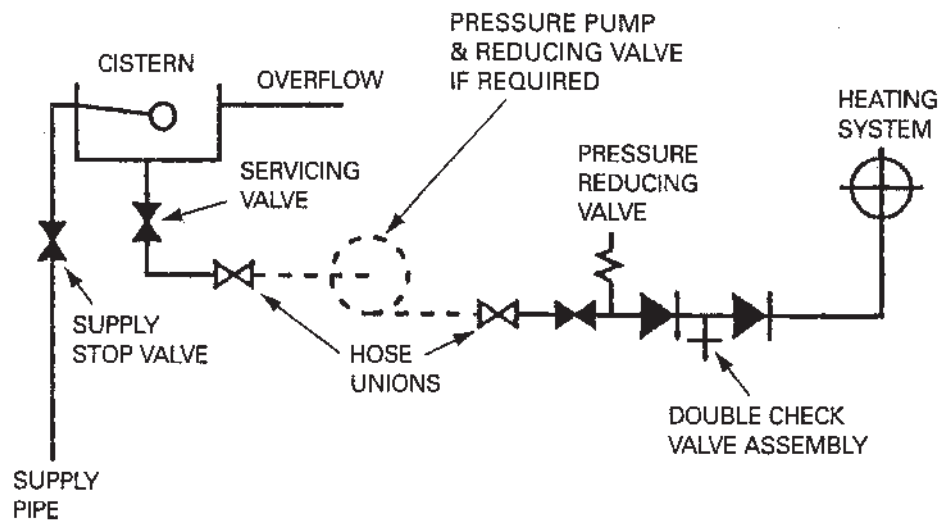 PRESSURE PUMP
& REDUCING VALVE
IF REQUIRED
CISTERN
OVERFLOW
HEATING
SYSTEM
PRESSURE
REDUCING
VALVE
SERVICING
VALVE
SUPPLY
STOP VALVE
HOSE
UNIONS
DOUBLE CHECK
VALVE ASSEMBLY
SUPPLY
PIPE